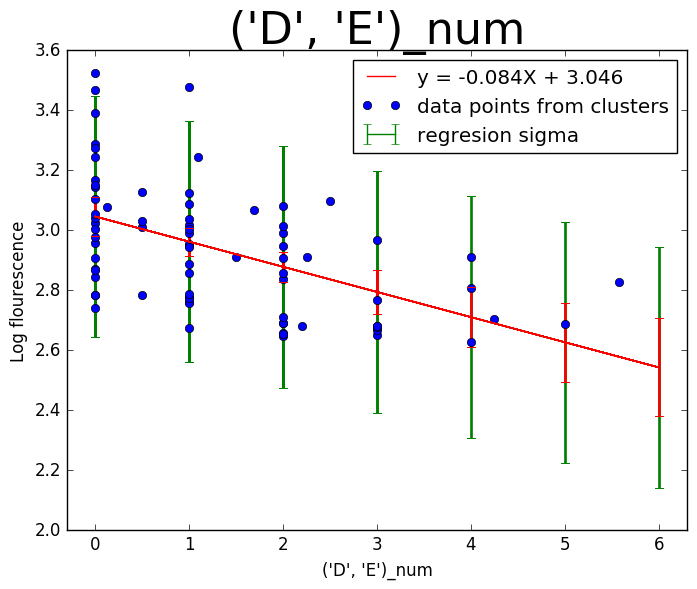 ('D', 'E')_num
3.6
3.4
3.2
3.0
2.8
2.6
2.4
2.2
2.0
Log flourescence
y = -0.084X + 3.046
data points from clusters
regresion sigma
0 1 2 3 4 5 6
('D', 'E')_num